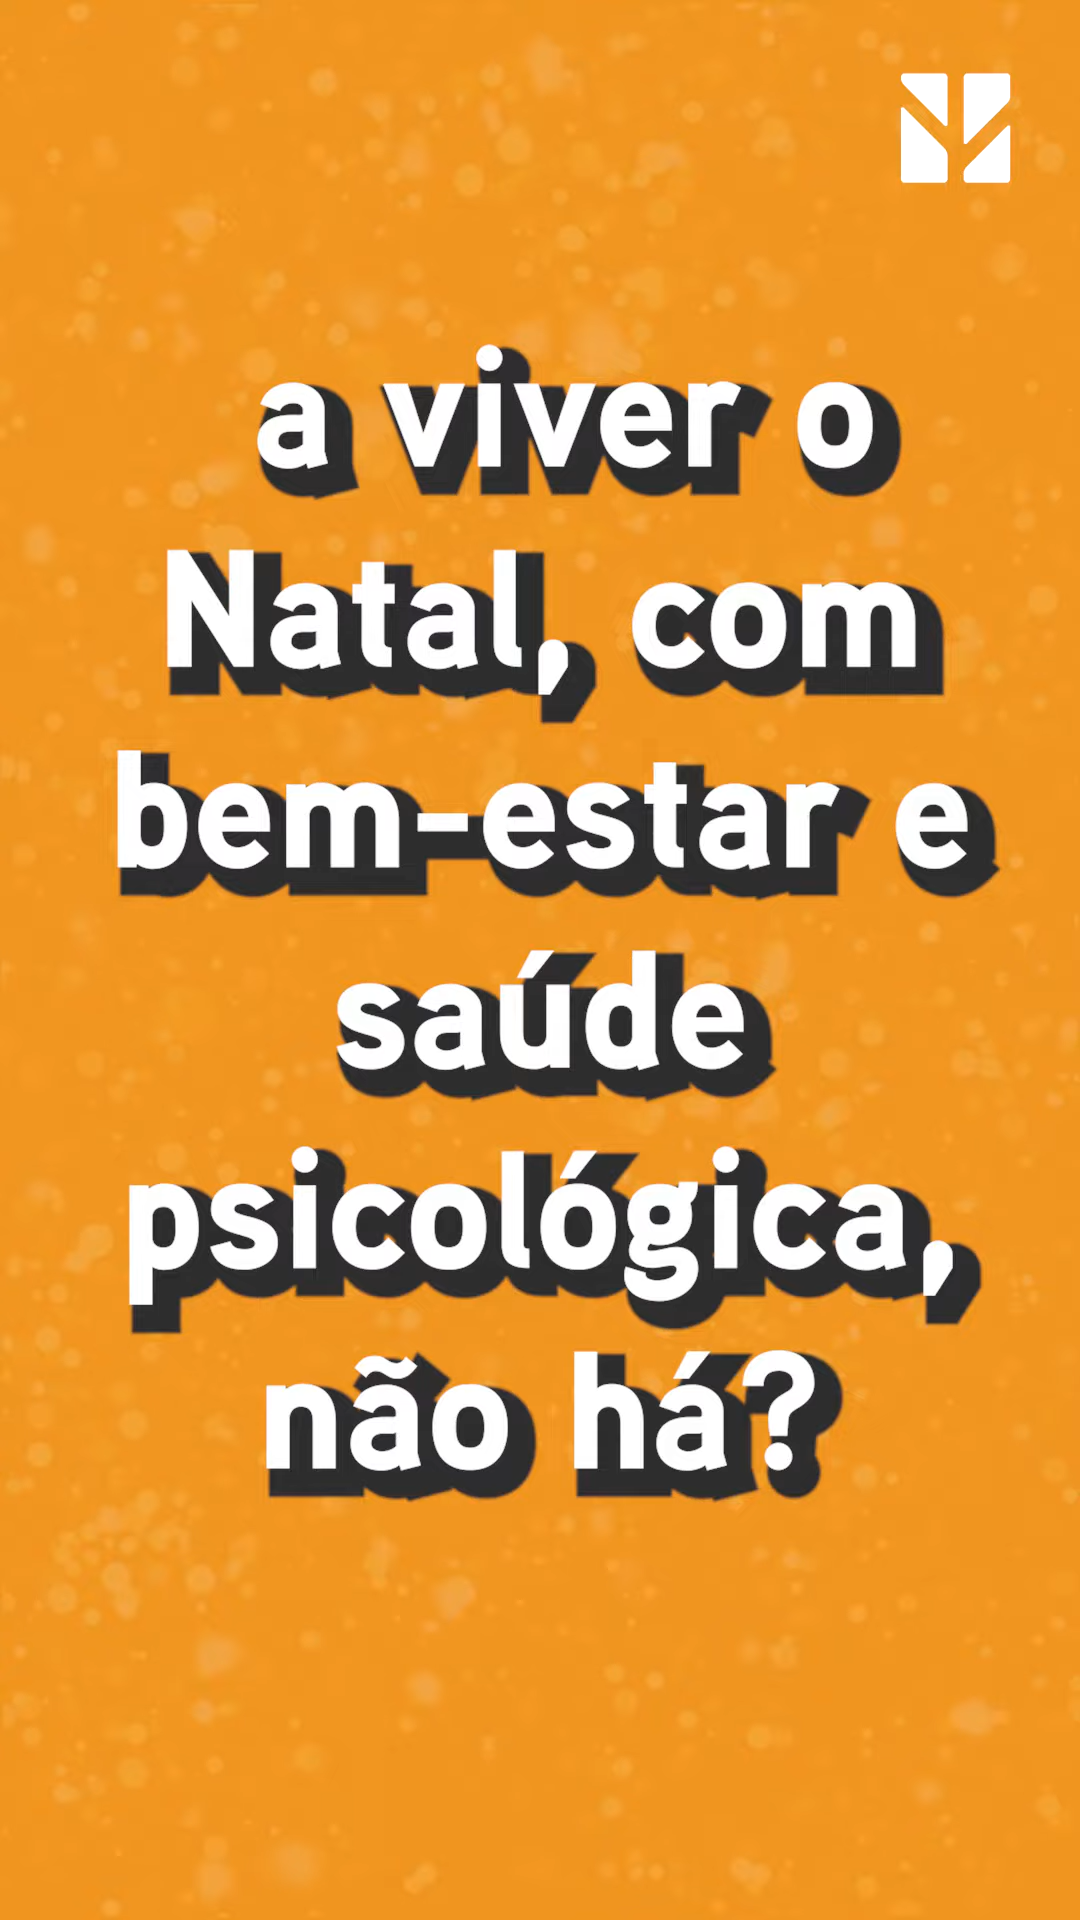 a viver o
Natal, com
bem-estar e
saúde
psicológica,
não há?